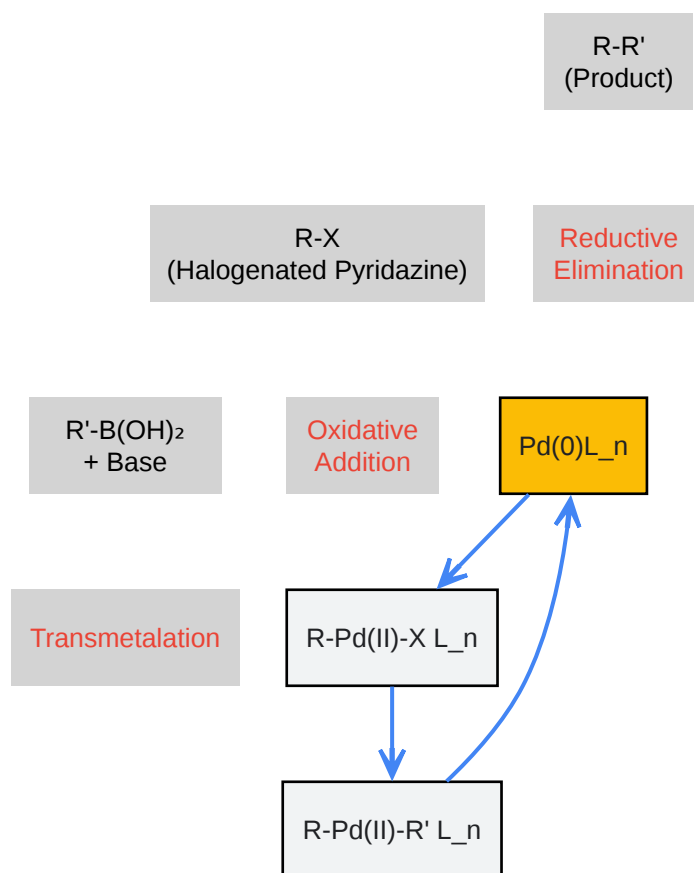 R-R'
(Product)
R-X
(Halogenated Pyridazine)
Reductive
Elimination
R'-B(OH)₂
+ Base
Oxidative
Addition
Pd(0)L_n
Transmetalation
R-Pd(II)-X L_n
R-Pd(II)-R' L_n